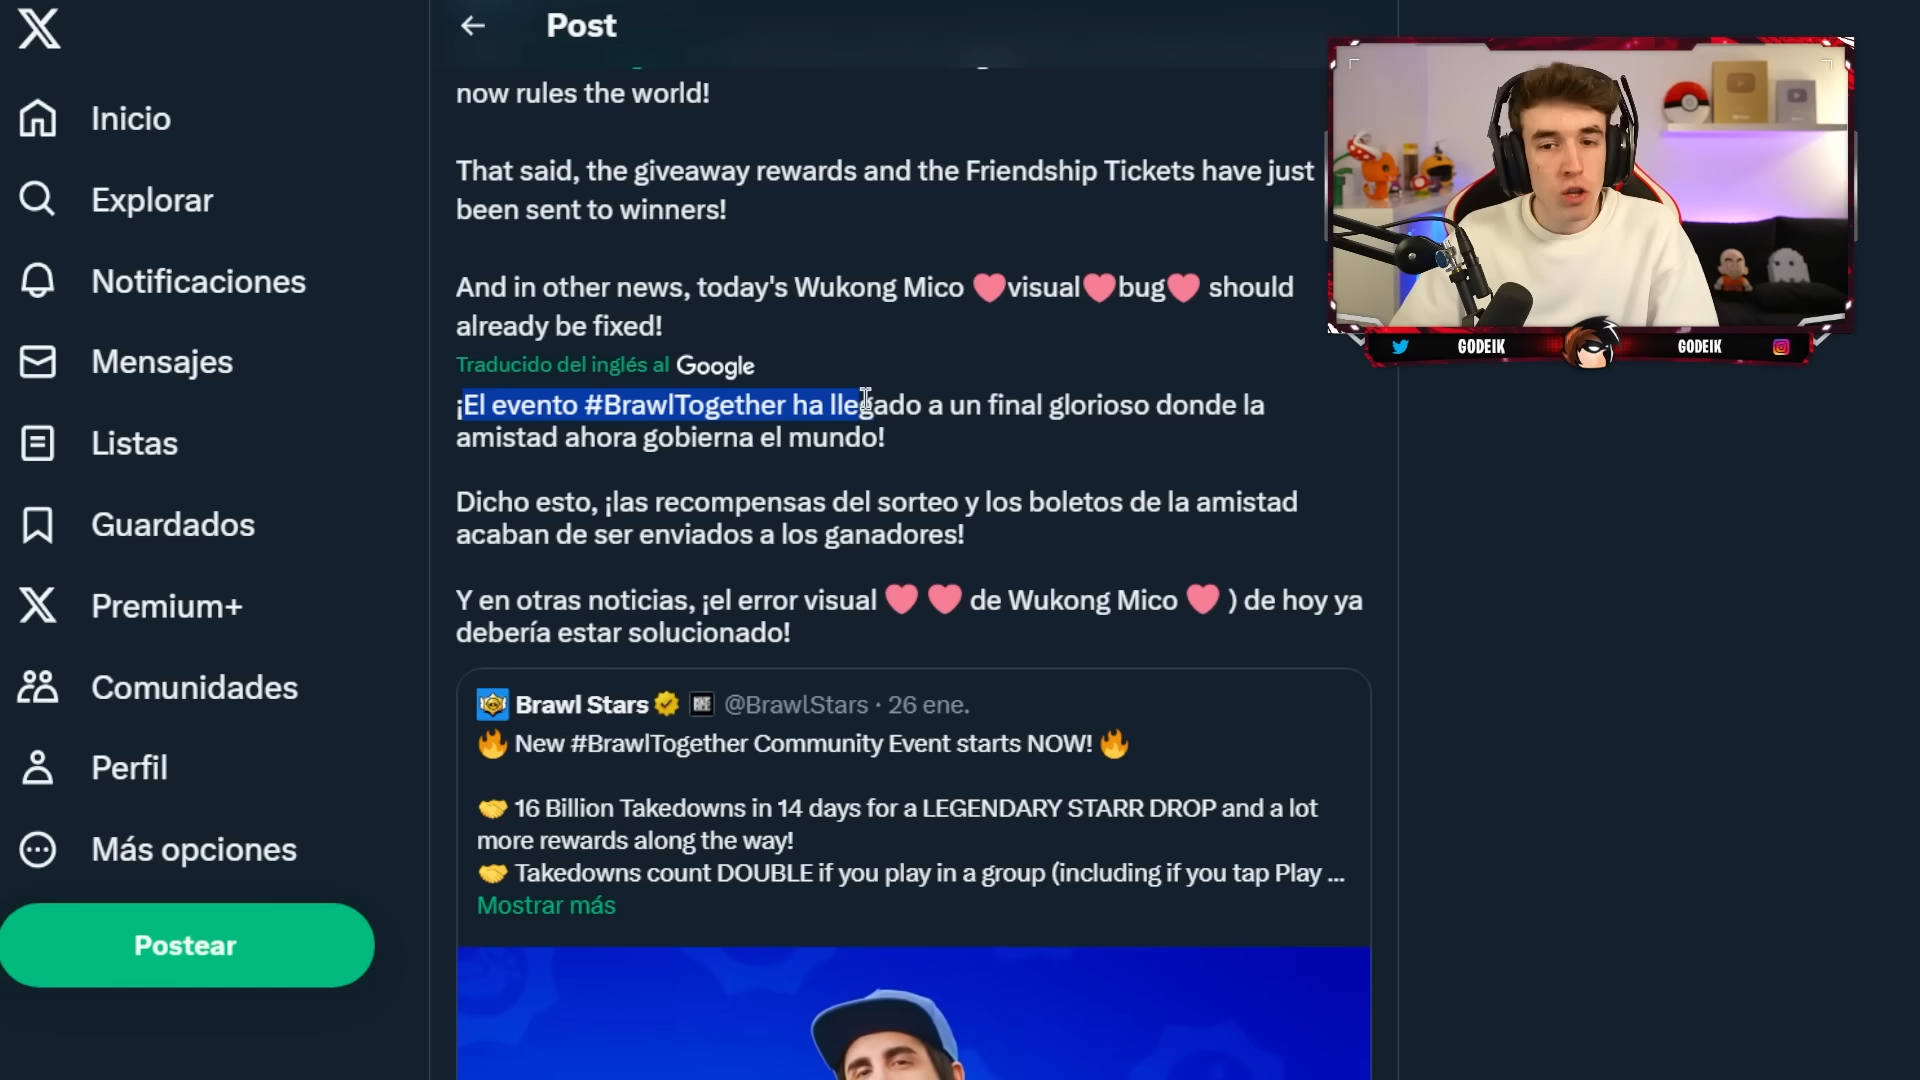 Post
now rules the world!
That said, the giveaway rewards and the Friendship Tickets have just
been sent to winners!
And in other news, today's Wukong Mico ❤visual❤bug❤ should
already be fixed!
Traducido del inglés al Google
¡El evento #BrawlTogether ha llegado a un final glorioso donde la
amistad ahora gobierna el mundo!
Dicho esto, ¡las recompensas del sorteo y los boletos de la amistad
acaban de ser enviados a los ganadores!
Y en otras noticias, ¡el error visual ❤ ❤ de Wukong Mico ❤ ) de hoy ya
debería estar solucionado!
Brawl Stars @BrawlStars · 26 ene.
🔥 New #BrawlTogether Community Event starts NOW! 🔥
🤝 16 Billion Takedowns in 14 days for a LEGENDARY STARR DROP and a lot
more rewards along the way!
🤝 Takedowns count DOUBLE if you play in a group (including if you tap Play ...
Mostrar más
Inicio
Explorar
Notificaciones
Mensajes
Listas
Guardados
Premium+
Comunidades
Perfil
Más opciones
Postear
GODEIK
GODEIK